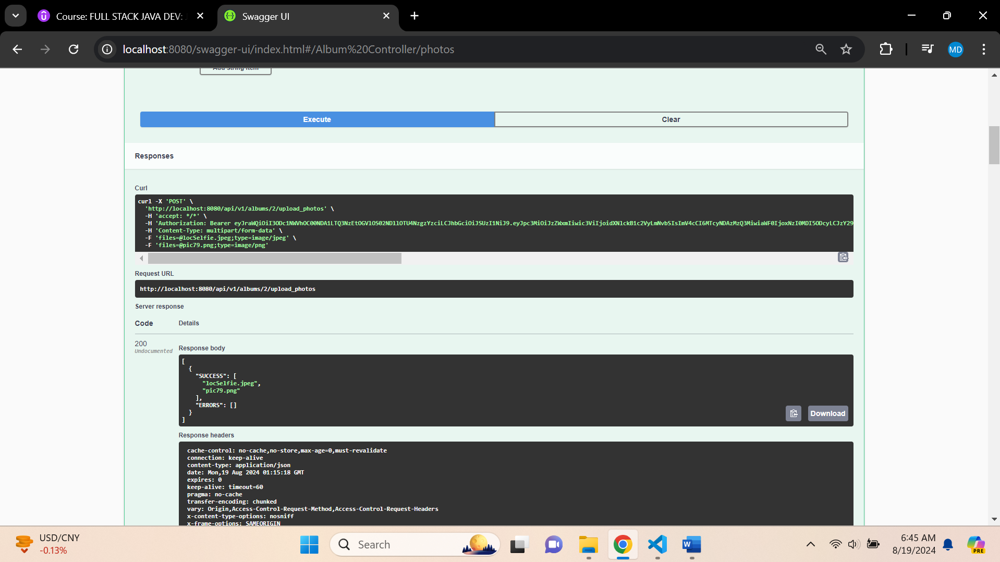 Course: FULL STACK JAVA DEV:
Swagger UI
localhost:8080/swagger-ui/index.html#/Album%20Controller/photos
MD
Add string item
Execute
Clear
Responses
Curl
curl -X 'POST' \
'http://localhost:8080/api/v1/albums/2/upload_photos' \
-H 'accept: */*' \
-H 'Authorization: Bearer
-H 'Content-Type: multipart/form-data' \
-F 'files=@locSelfie.jpeg;type=image/jpeg' \
-F 'files=@pic79.png;type=image/png'
Request URL
http://localhost:8080/api/v1/albums/2/upload_photos
Server response
Code
Details
200
Undocumented
Response body
[
{
"SUCCESS": [
"locSelfie.jpeg",
"pic79.png"
],
"ERRORS": []
}
]
Download
Response headers
cache-control: no-cache,no-store,max-age=0,must-revalidate
connection: keep-alive
content-type: application/json
date: Mon,19 Aug 2024 01:15:18 GMT
expires: 0
keep-alive: timeout=60
pragma: no-cache
transfer-encoding: chunked
vary: Origin,Access-Control-Request-Method,Access-Control-Request-Headers
x-content-type-options: nosniff
x-frame-options: SAMEORIGIN
USD/CNY
-0.13%
Search
W
6:45 AM
8/19/2024
PRE